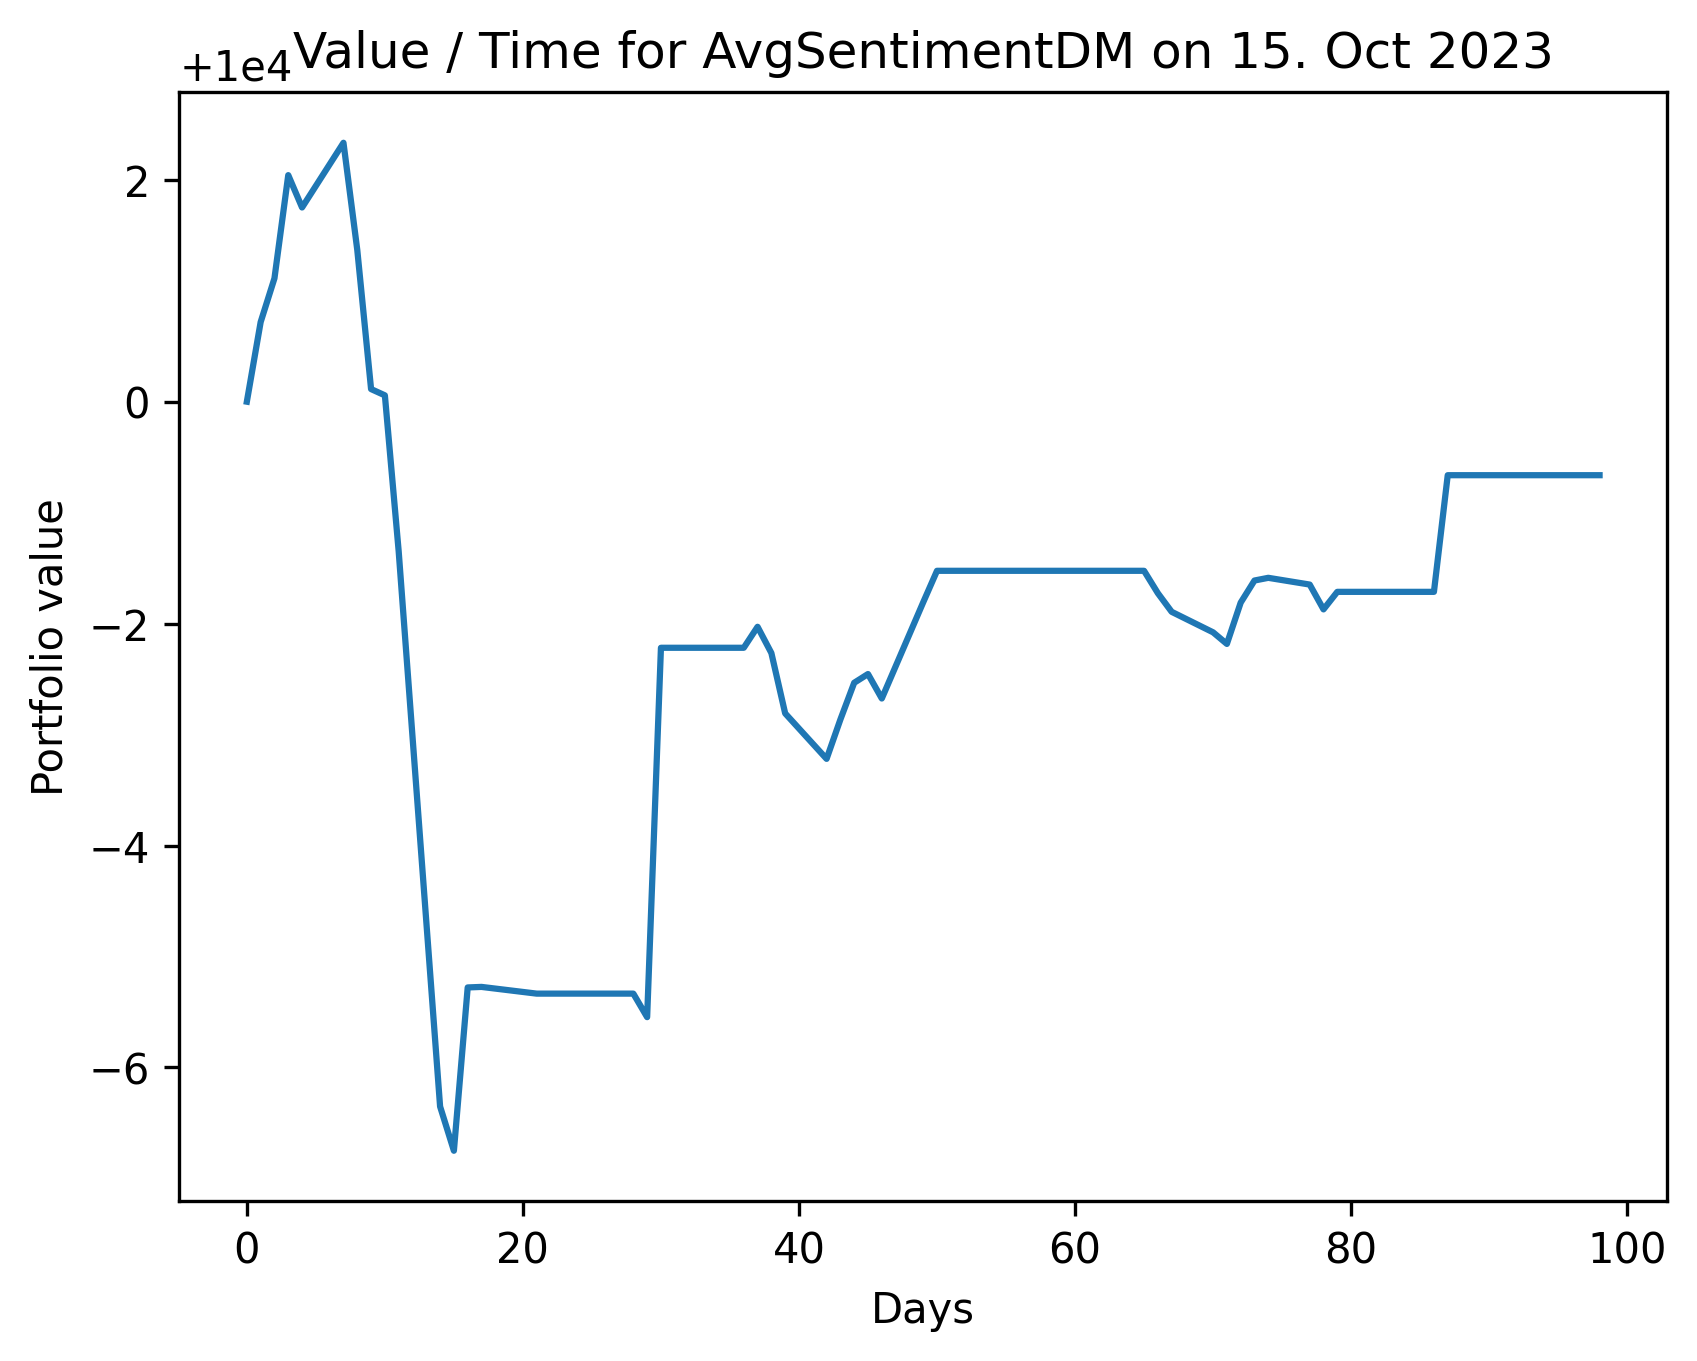 Value / Time for AvgSentimentDM on 15. Oct 2023
+1e4
2
0
−2
−4
−6
Portfolio value
0 20 40 60 80 100
Days